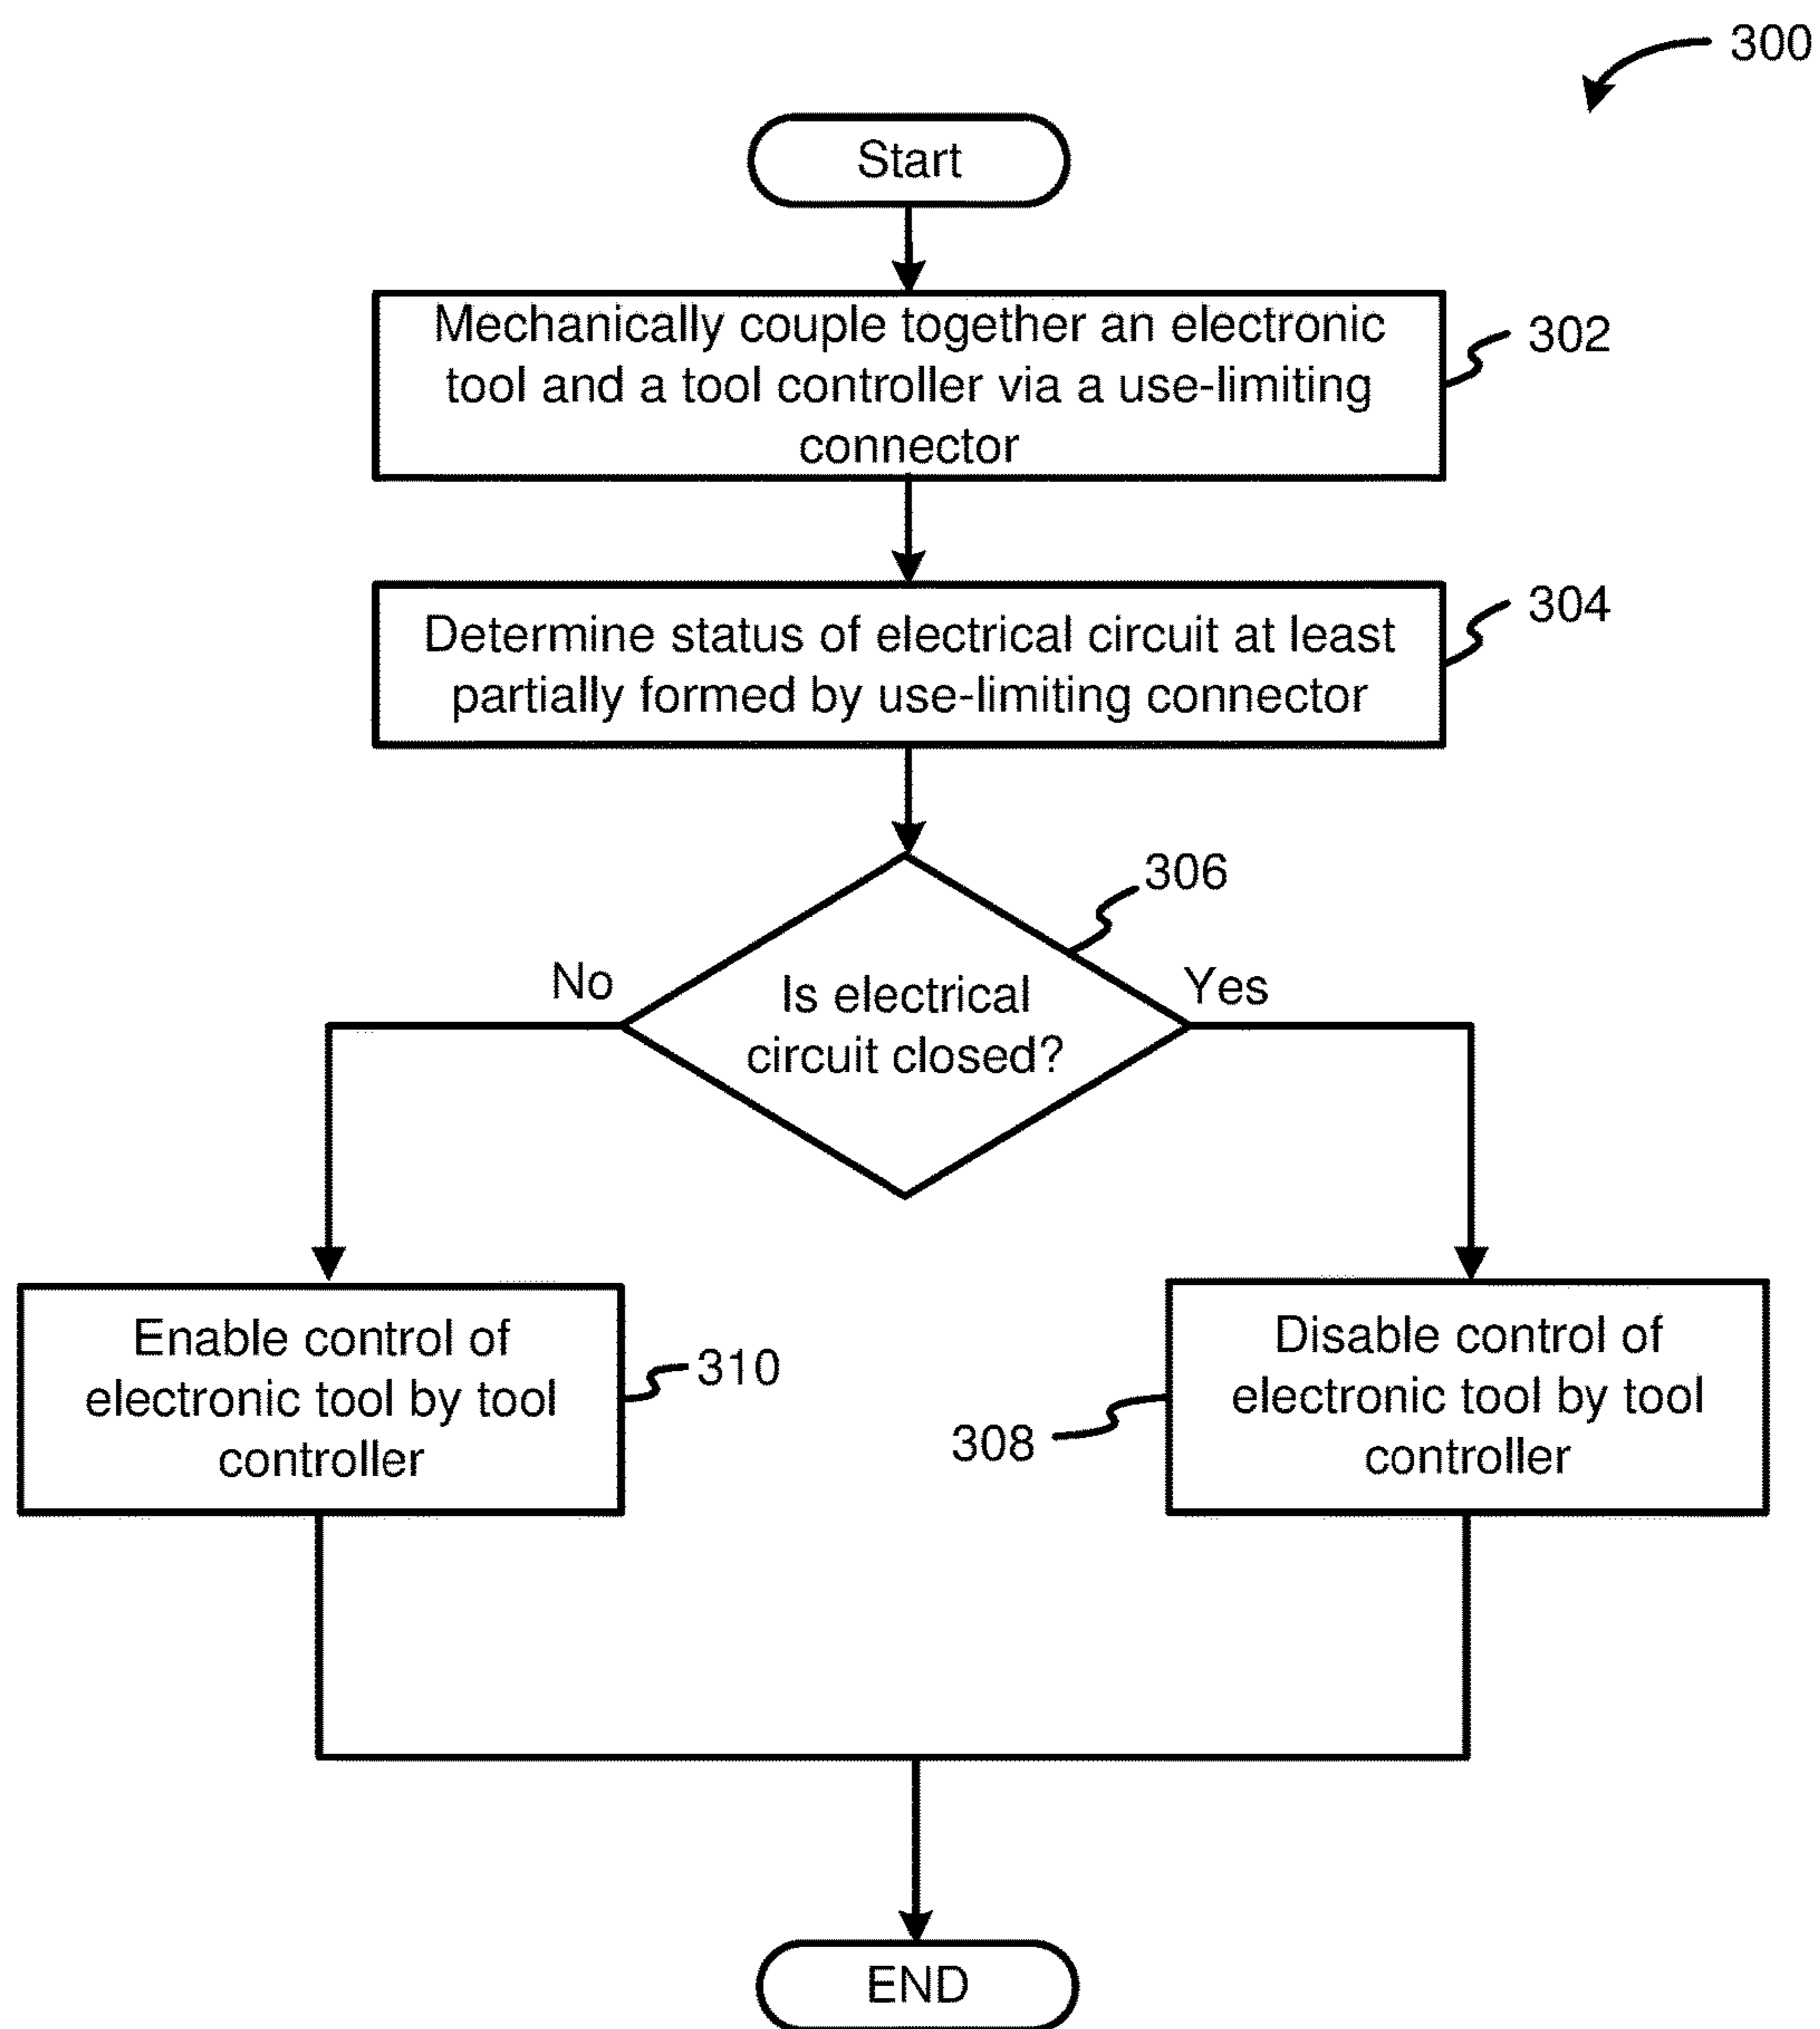 300
Start
Mechanically couple together an electronic
tool and a tool controller via a use-limiting
connector
302
Determine status of electrical circuit at least
partially formed by use-limiting connector
304
306
Is electrical
circuit closed?
No
Yes
Enable control of
electronic tool by tool
controller
310
Disable control of
electronic tool by tool
controller
308
END